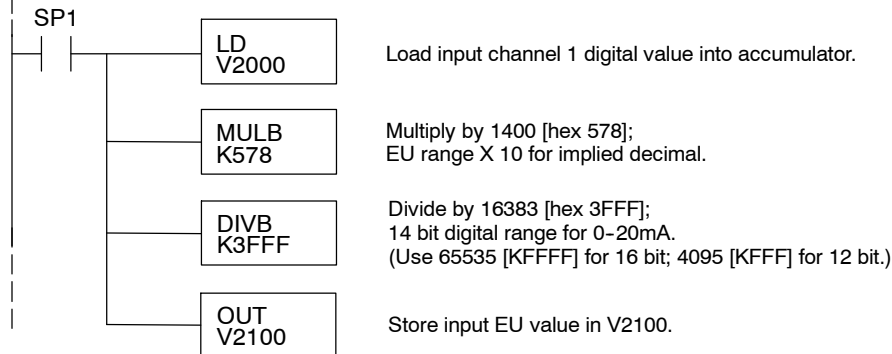 SP1
LD
V2000
Load input channel 1 digital value into accumulator.
MULB
K578
Multiply by 1400 [hex 578];
EU range X 10 for implied decimal.
DIVB
K3FFF
Divide by 16383 [hex 3FFF];
14 bit digital range for 0-20mA.
(Use 65535 [KFFFF] for 16 bit; 4095 [KFFF] for 12 bit.)
OUT
V2100
Store input EU value in V2100.